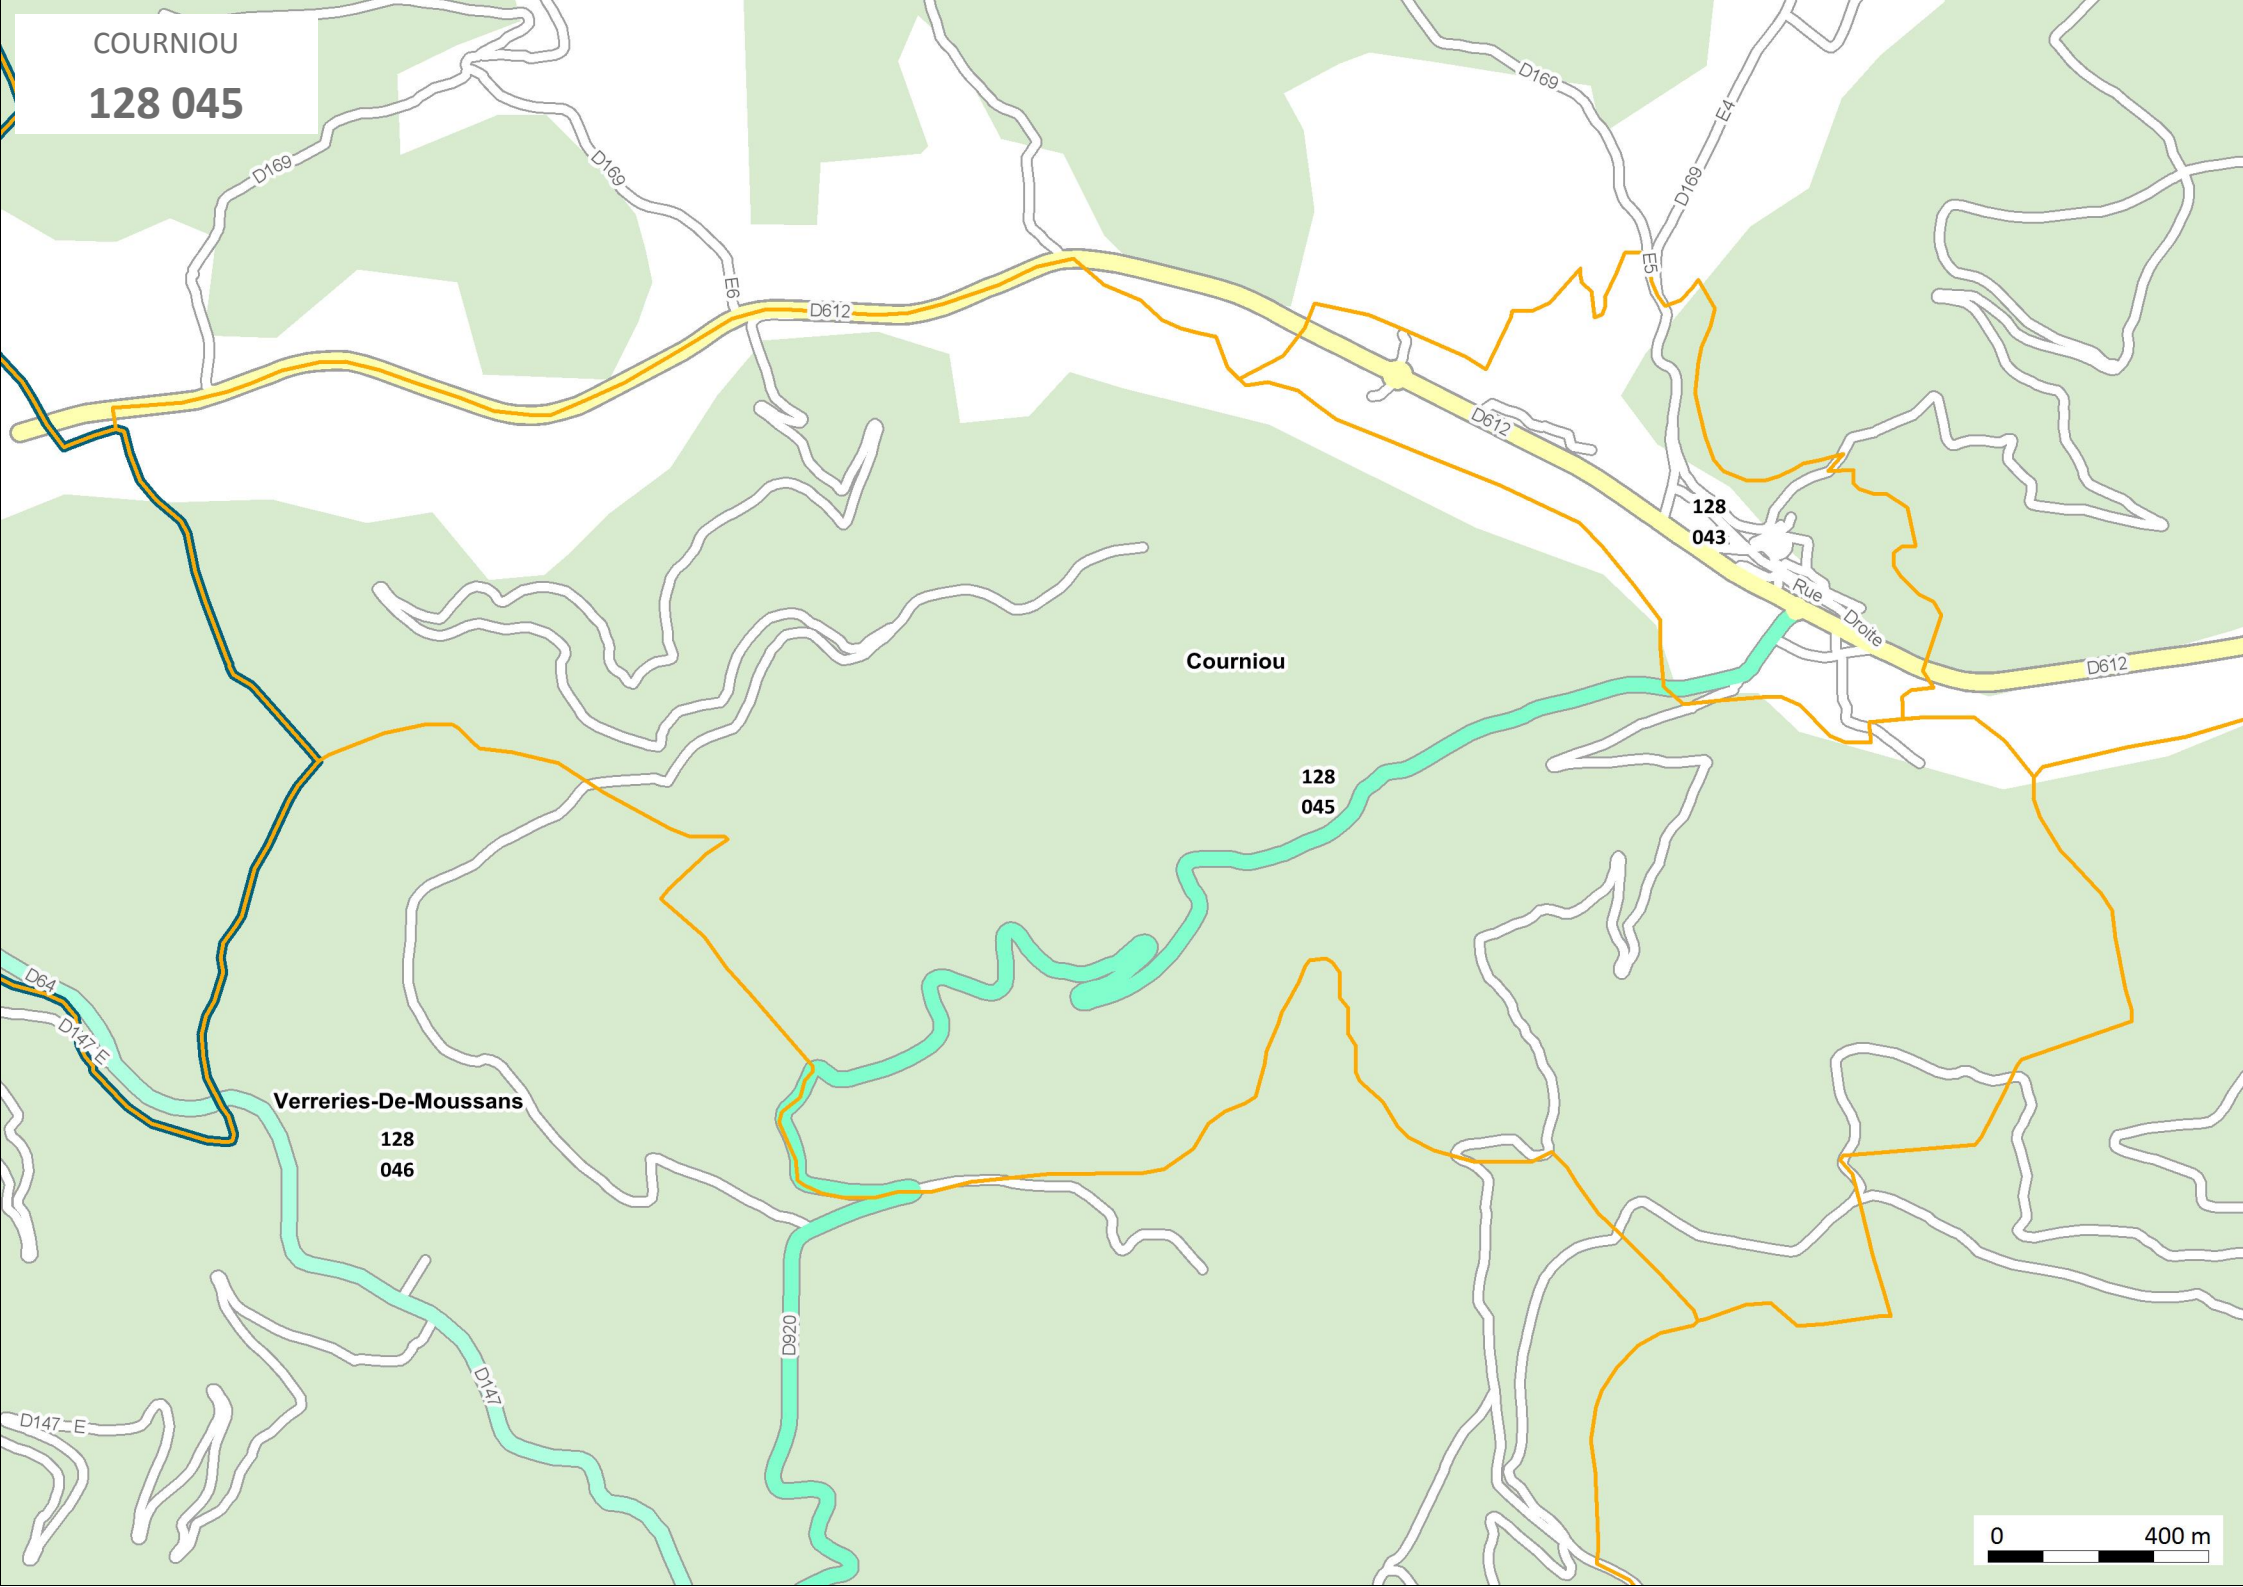 COURNIOU
128 045
D169
D169
D169
E4
D169
E5
E6
D612
D612
128
043
Rue Droite
D612
Courniou
128
045
D64
D147 E
Verreries-De-Moussans
128
046
D920
D147
D147 E
0 400 m